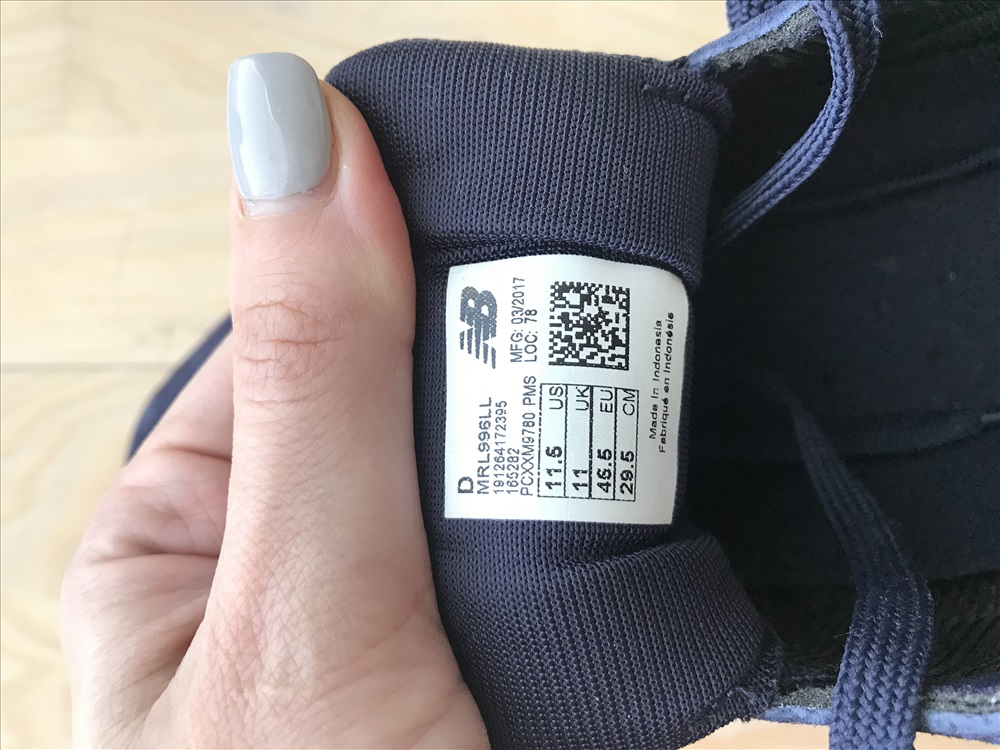 NB
MFG: 03/2017
LOC: 78
D
MRL996LL
191264172395
165282
PCXXM9780 PMS
11.5 US
11 UK
45.5 EU
29.5 CM
Made In Indonesia
Fabriqué en Indonésie